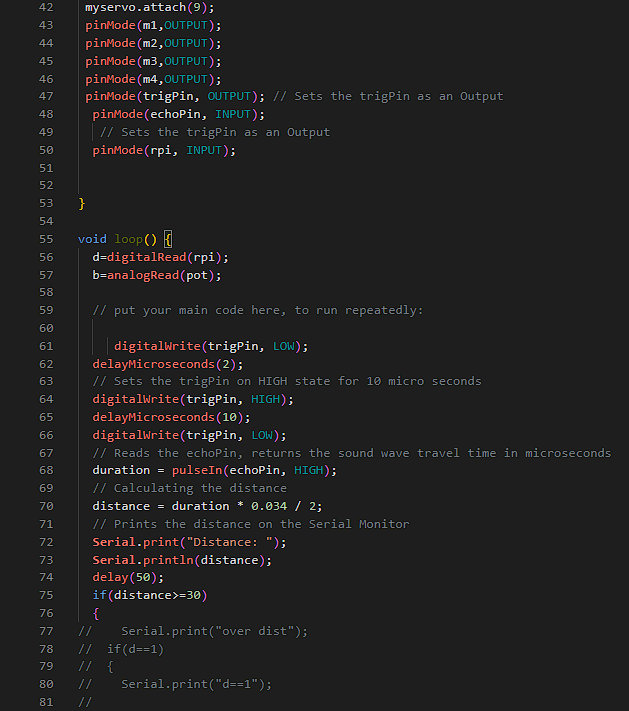 42 myservo.attach(9);
43 pinMode(m1,OUTPUT);
44 pinMode(m2,OUTPUT);
45 pinMode(m3,OUTPUT);
46 pinMode(m4,OUTPUT);
47 pinMode(trigPin, OUTPUT); // Sets the trigPin as an Output
48 pinMode(echoPin, INPUT);
49 // Sets the trigPin as an Output
50 pinMode(rpi, INPUT);
51
52
53 }
54
55 void loop() {
56 d=digitalRead(rpi);
57 b=analogRead(pot);
58
59 // put your main code here, to run repeatedly:
60
61 digitalWrite(trigPin, LOW);
62 delayMicroseconds(2);
63 // Sets the trigPin on HIGH state for 10 micro seconds
64 digitalWrite(trigPin, HIGH);
65 delayMicroseconds(10);
66 digitalWrite(trigPin, LOW);
67 // Reads the echoPin, returns the sound wave travel time in microseconds
68 duration = pulseIn(echoPin, HIGH);
69 // Calculating the distance
70 distance = duration * 0.034 / 2;
71 // Prints the distance on the Serial Monitor
72 Serial.print("Distance: ");
73 Serial.println(distance);
74 delay(50);
75 if(distance>=30)
76 {
77 // Serial.print("over dist");
78 // if(d==1)
79 // {
80 // Serial.print("d==1");
81 //